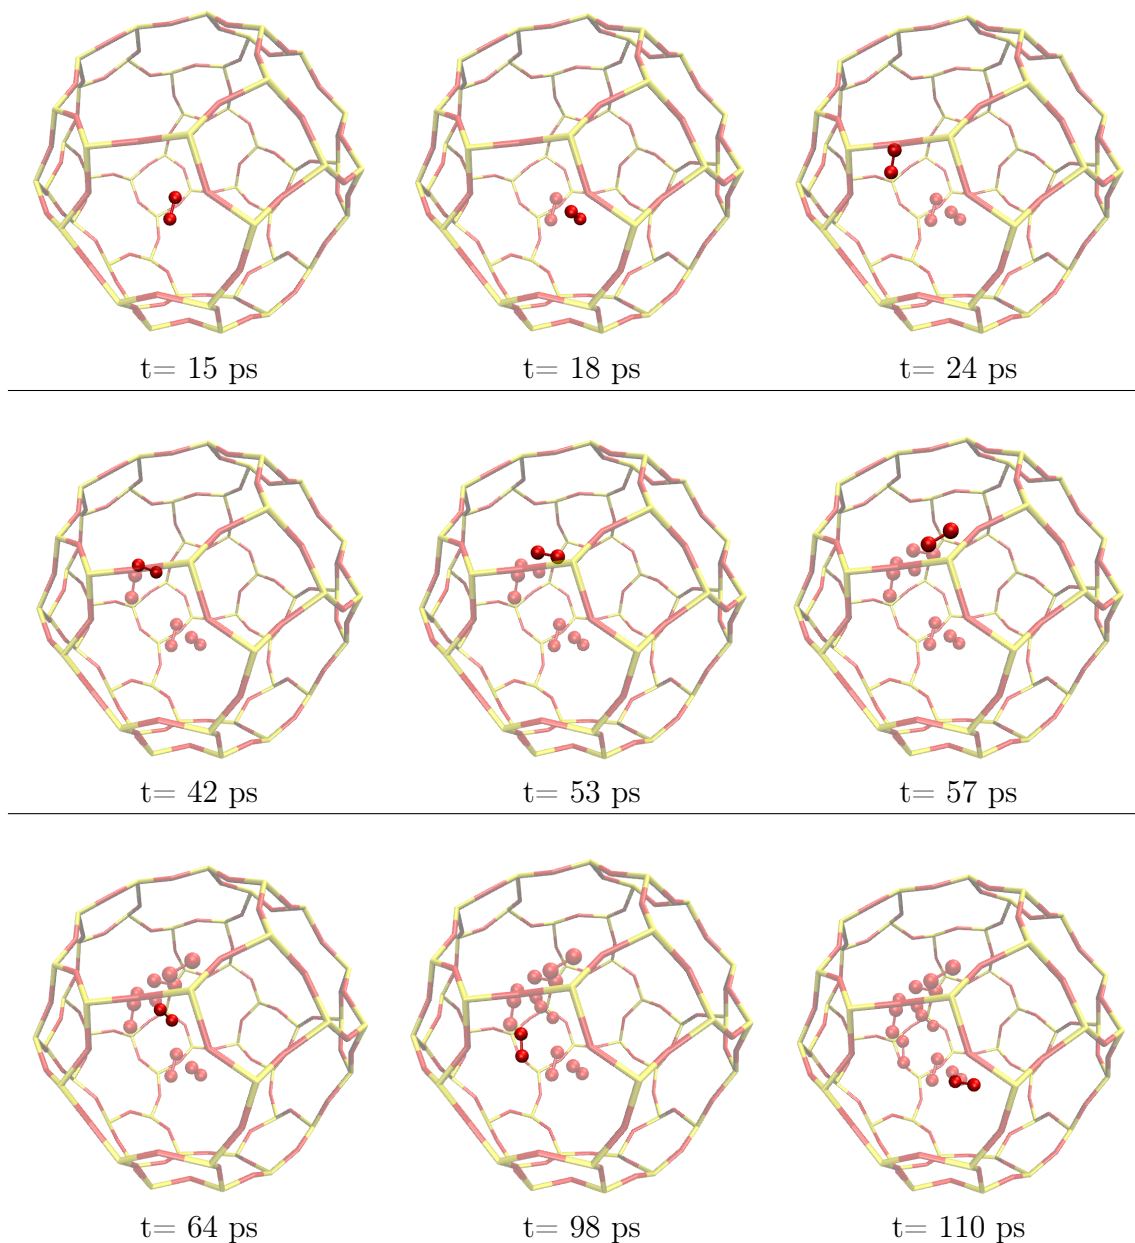 t= 15 ps
t= 18 ps
t= 24 ps
t= 42 ps
t= 53 ps
t= 57 ps
t= 64 ps
t= 98 ps
t= 110 ps